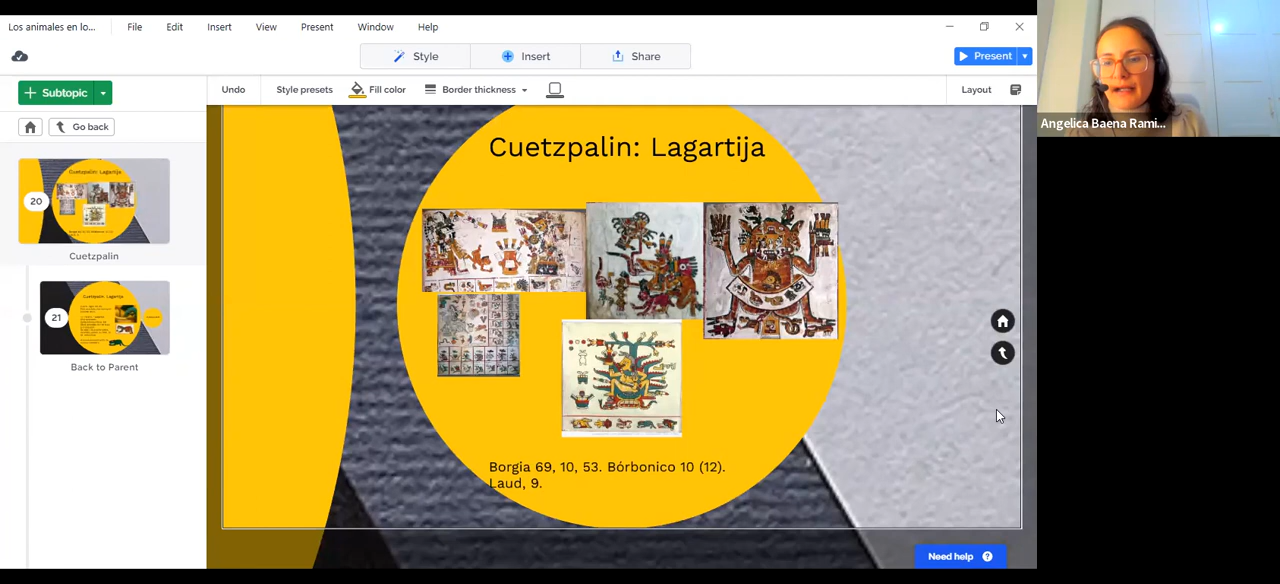 Los animales en lo...
File
Edit
Insert
View
Present
Window
Help
Style
Insert
Share
Present
Subtopic
Undo
Style presets
Fill color
Border thickness
Layout
Go back
Angelica Baena Rami...
20
Cuetzpalin
21
Back to Parent
Cuetzpalin: Lagartija
Borgia 69, 10, 53. Bórbonico 10 (12).
Laud, 9.
Need help ?